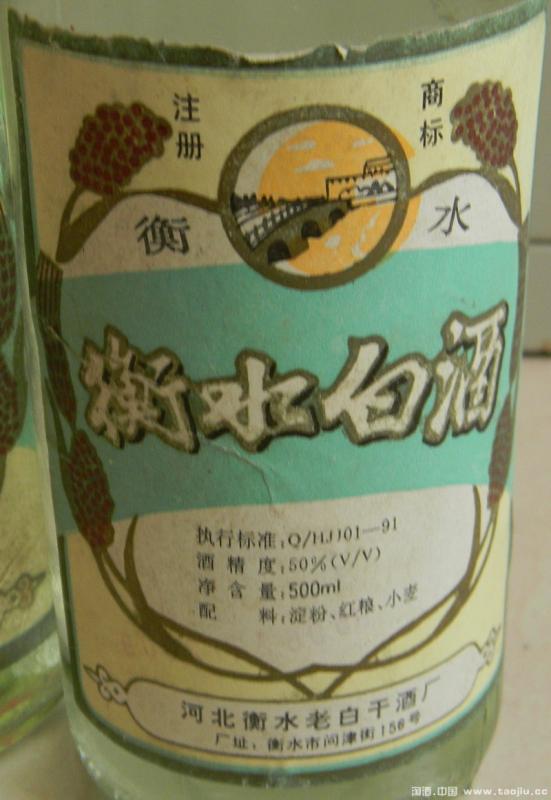 注册 商标
衡 水
衡水白酒
执行标准:Q/HJJ01—91
酒精度:50%(V/V)
净含量:500ml
配料:淀粉、红粮、小麦
河北衡水老白干酒厂
厂址:衡水市问津街156号
淘酒.中国 www.taojiu.cc